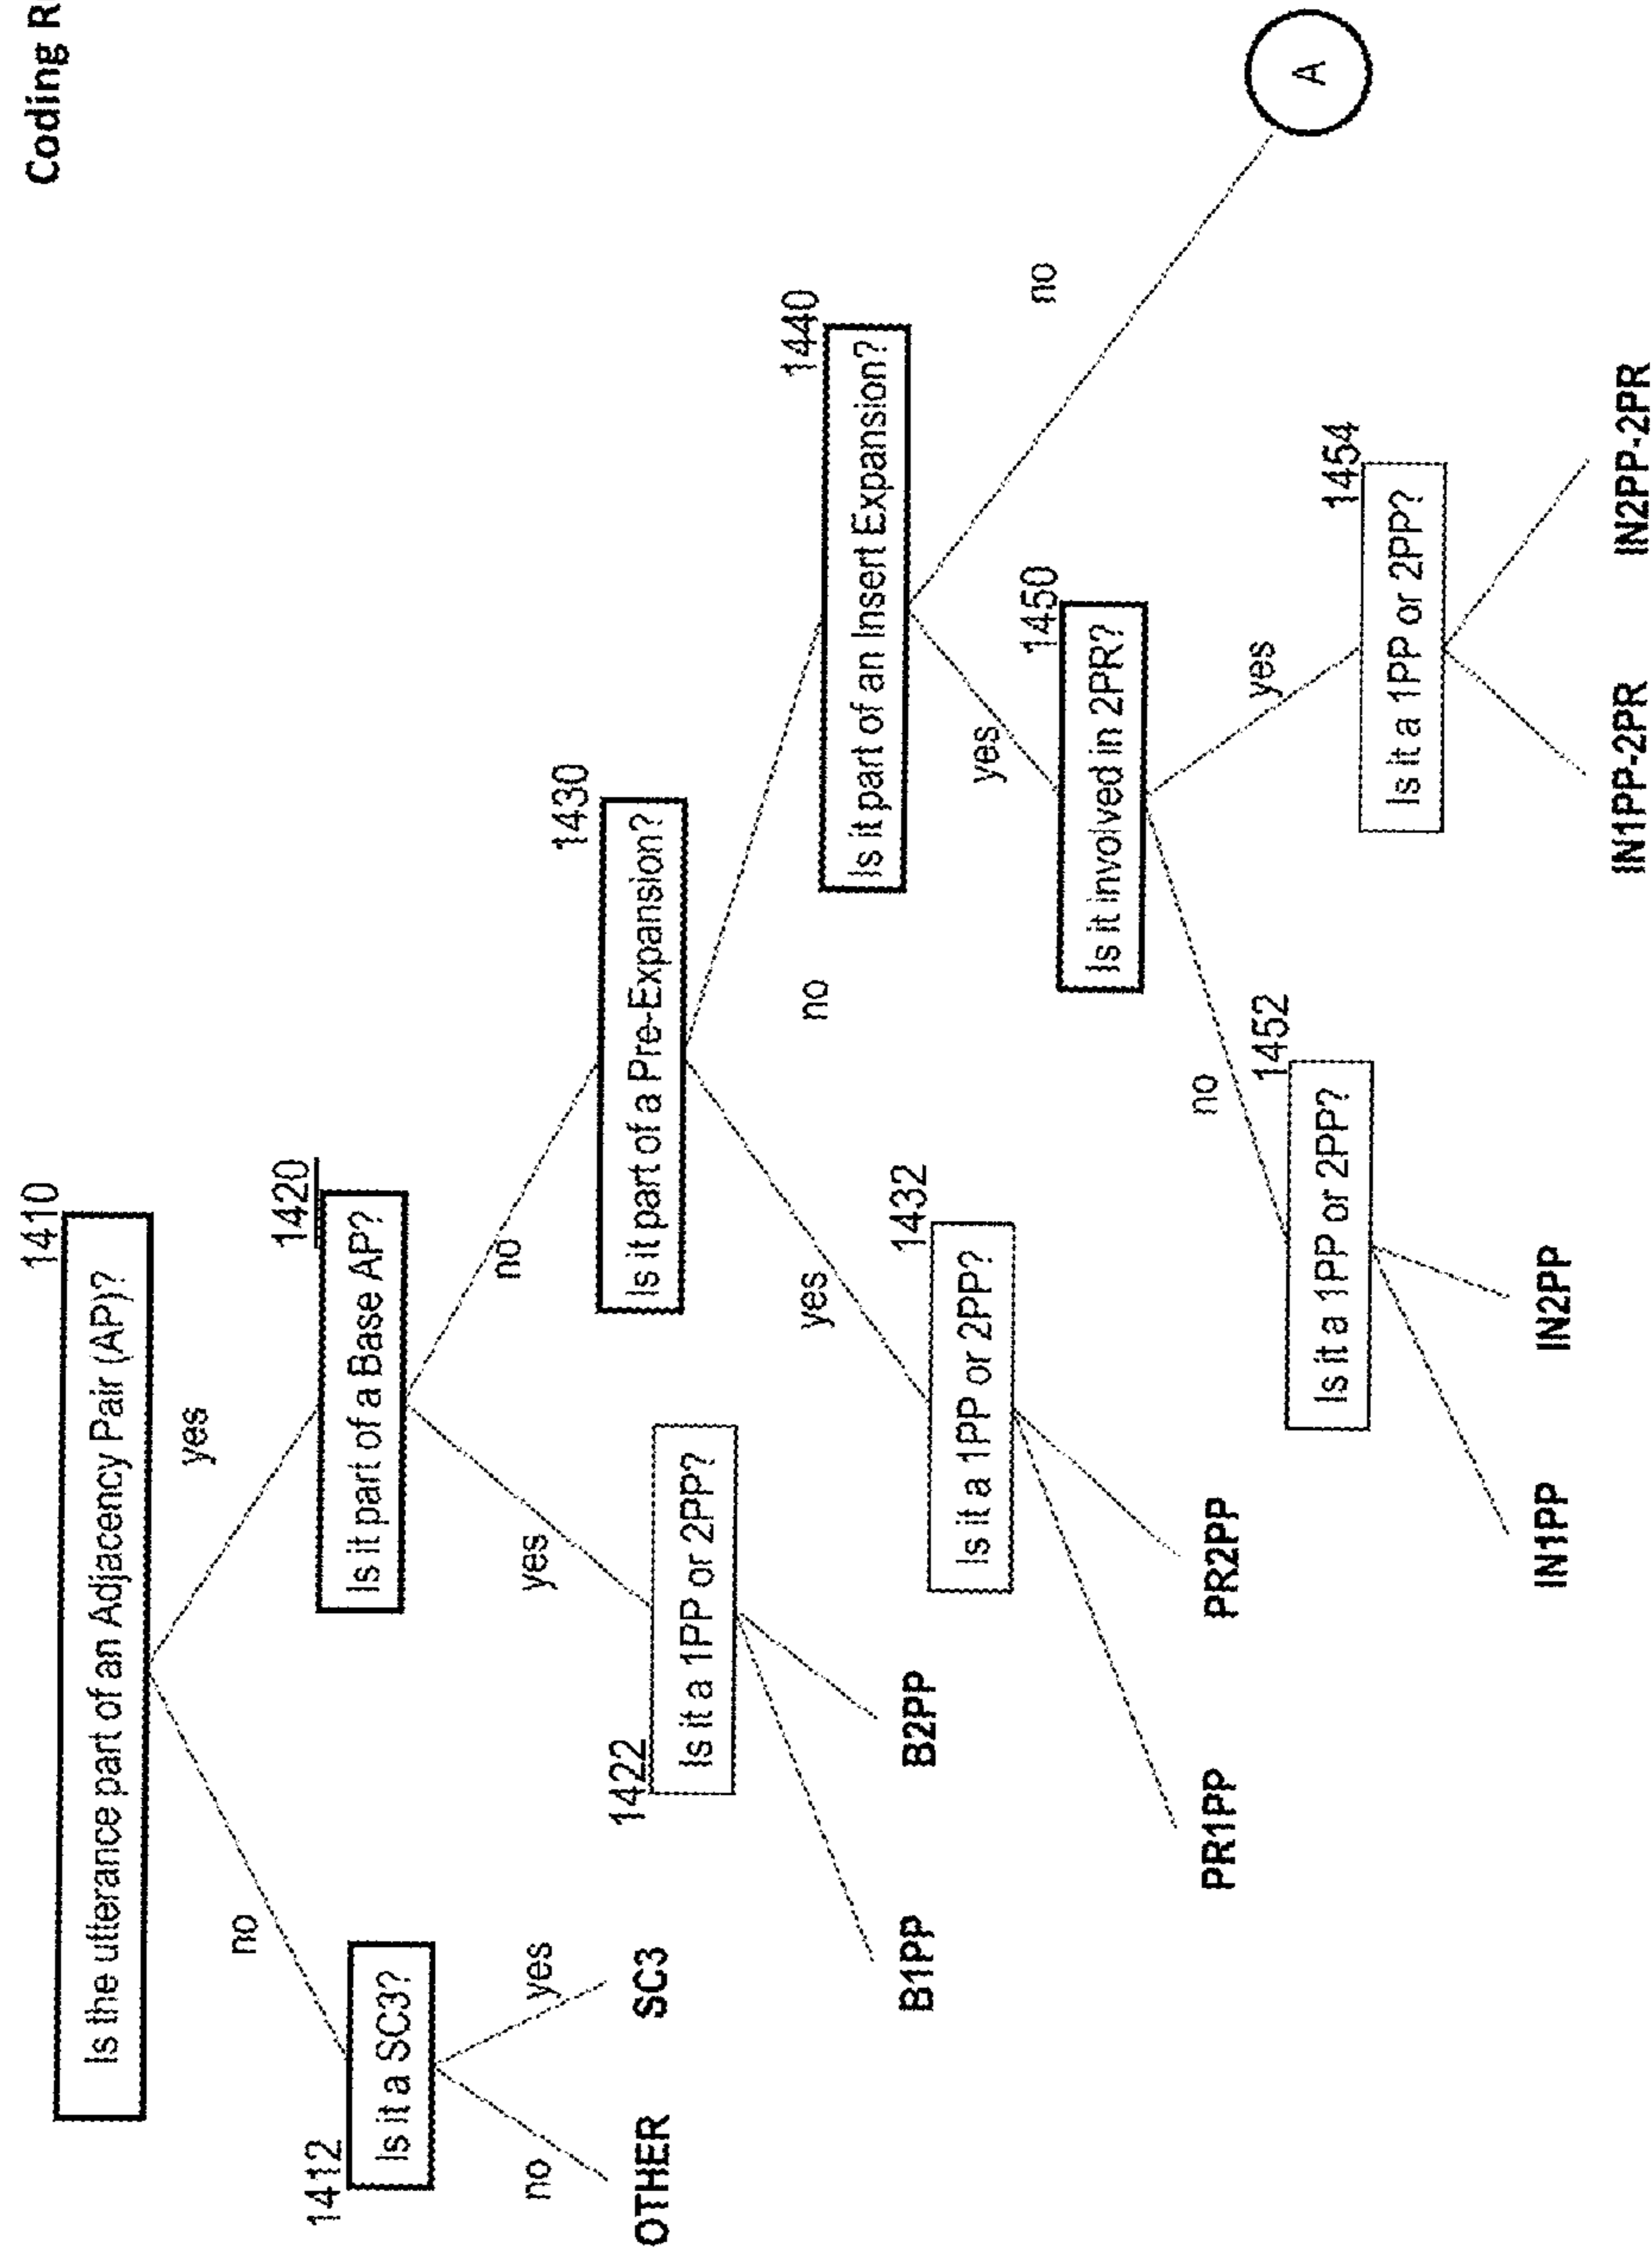 Coding R
1410
Is the utterance part of an Adjacency Pair (AP)?
no
yes
1412
Is it a SC3?
1420
Is it part of a Base AP?
no
yes
OTHER
SC3
yes
no
1422
Is it a 1PP or 2PP?
1430
Is it part of a Pre-Expansion?
B1PP
B2PP
yes
no
1432
Is it a 1PP or 2PP?
1440
Is it part of an Insert Expansion?
yes
no
PR1PP
PR2PP
1450
Is it involved in 2PR?
no
yes
A
1452
Is it a 1PP or 2PP?
1454
Is it a 1PP or 2PP?
IN1PP
IN2PP
IN1PP-2PR
IN2PP-2PR